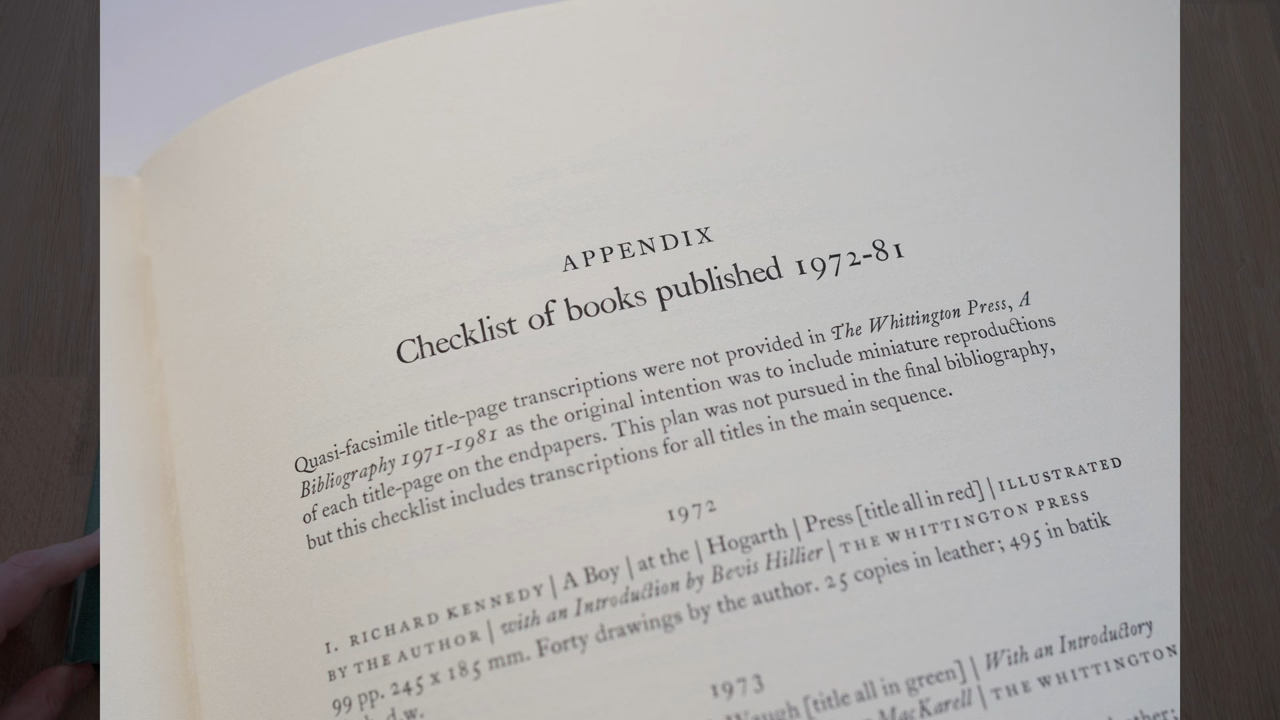 APPENDIX
Checklist of books published 1972-81
Quasi-facsimile title-page transcriptions were not provided in The Whittington Press, A
Bibliography 1971-1981 as the original intention was to include miniature reproductions
of each title-page on the endpapers. This plan was not pursued in the final bibliography,
but this checklist includes transcriptions for all titles in the main sequence.
1972
1. RICHARD KENNEDY | A Boy | at the | Hogarth | Press [title all in red] | ILLUSTRATED
BY THE AUTHOR | with an Introduction by Bevis Hillier | THE WHITTINGTON PRESS
99 pp. 245 x 185 mm. Forty drawings by the author. 25 copies in leather; 495 in batik
d.w.
1973
Waugh [title all in green] | With an Introductory
MacKarell | THE WHITTINGTON